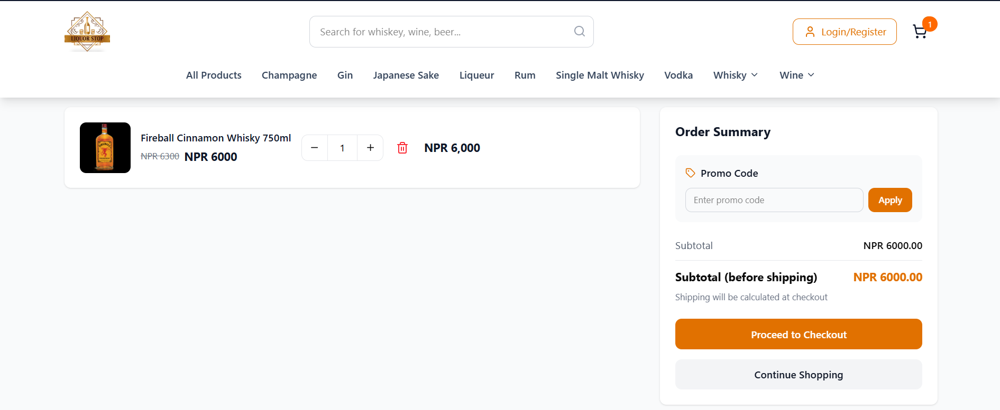 LIQUOR STOP
Search for whiskey, wine, beer...
Login/Register
1
All Products Champagne Gin Japanese Sake Liqueur Rum Single Malt Whisky Vodka Whisky Wine
FIREBALL
Fireball Cinnamon Whisky 750ml
NPR 6300 NPR 6000
− 1 +
NPR 6,000
Order Summary
Promo Code
Enter promo code
Apply
Subtotal NPR 6000.00
Subtotal (before shipping) NPR 6000.00
Shipping will be calculated at checkout
Proceed to Checkout
Continue Shopping